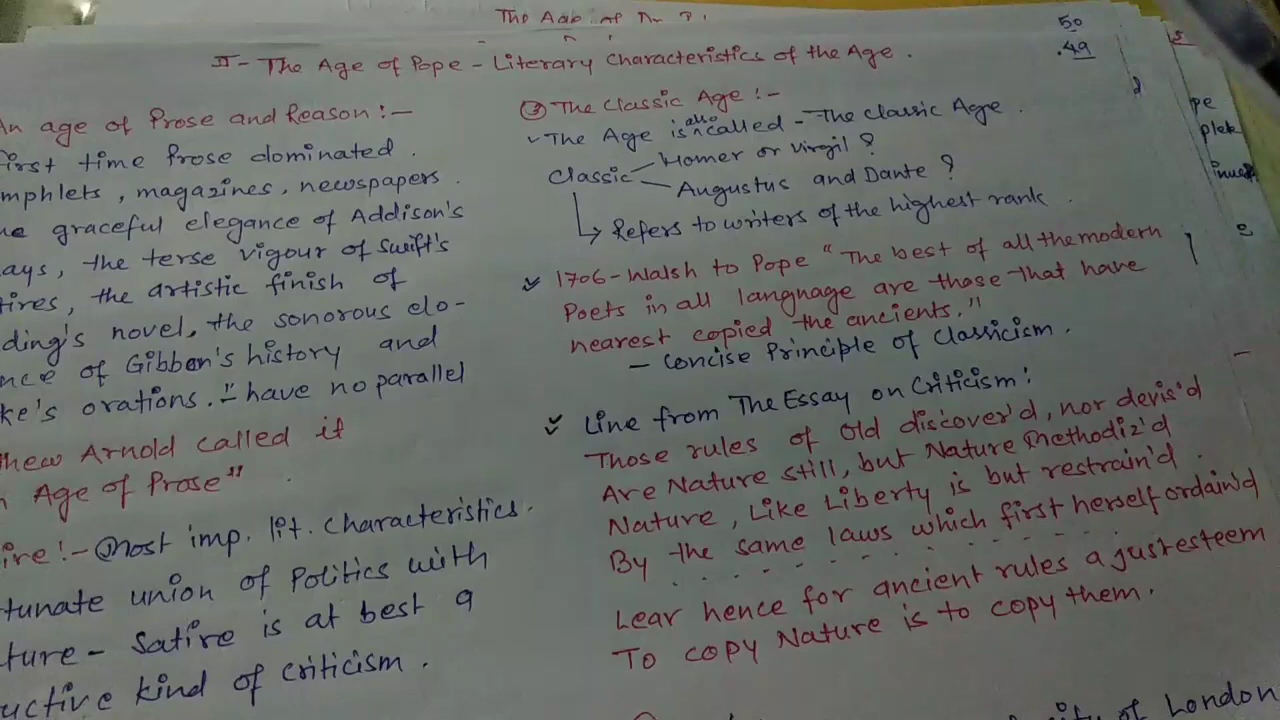 II - The Age of Pope - Literary Characteristics of the Age.
50
49
An age of Prose and Reason :-
First time Prose dominated.
mphlets, magazines, newspapers.
graceful elegance of Addison's
ays, the terse vigour of Swift's
tires, the artistic finish of
ding's novel, the sonorous elo-
nce of Gibbon's history and
ke's orations." - have no parallel
hew Arnold called it
Age of Prose"
ire :- Most imp. lit. characteristics.
tunate union of Politics with
ture - Satire is at best a
uctive kind of criticism.
③ The Classic Age :-
The Age is also called - The Classic Age.
Classic Homer or Virgil ?
Augustus and Dante ?
Refers to writers of the highest rank.
1706 - Walsh to Pope "The best of all the modern
Poets in all language are those that have
nearest copied the ancients."
- Concise Principle of Classicism.
Line from The Essay on Criticism :
Those rules of old discover'd, nor devis'd
Are Nature still, but Nature Methodiz'd
Nature, Like Liberty is but restrain'd.
By the same laws which first herself ordain'd
Lear hence for ancient rules a just esteem
To copy Nature is to copy them.
of London
pe
plek